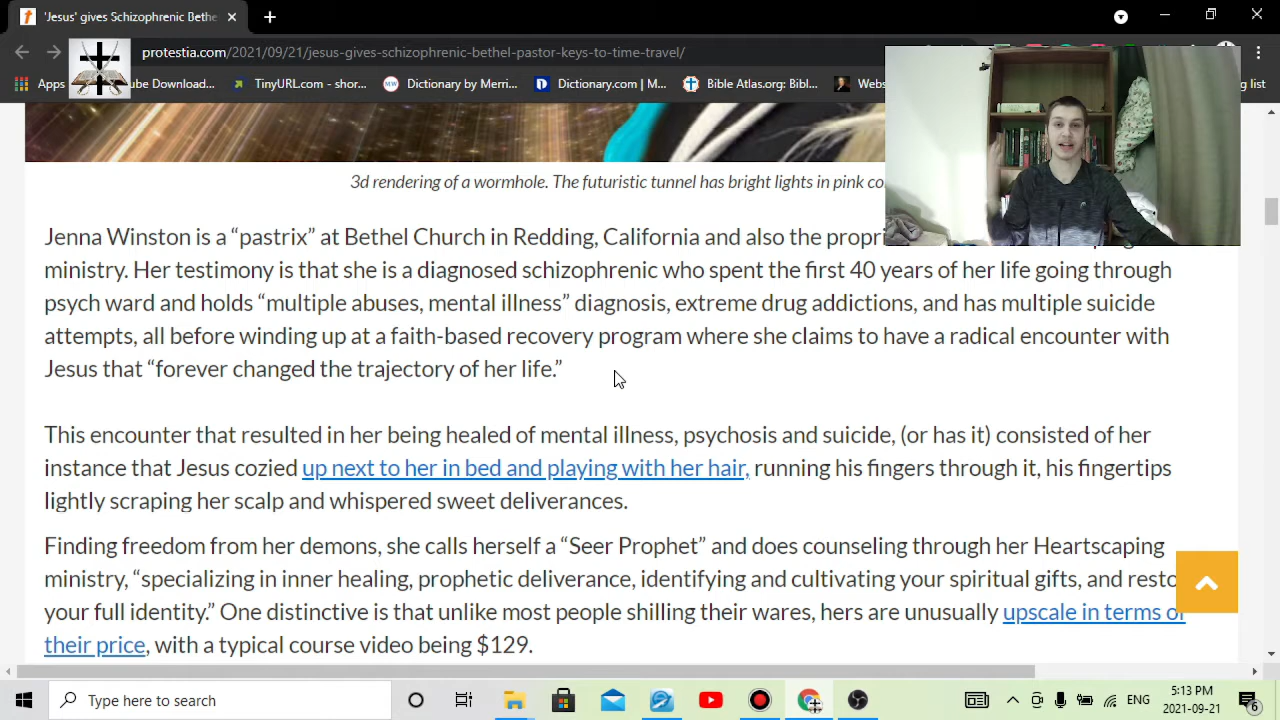 'Jesus' gives Schizophrenic Bethe
protestia.com/2021/09/21/jesus-gives-schizophrenic-bethel-pastor-keys-to-time-travel/
Apps
ube Download...
TinyURL.com - shor...
MW
Dictionary by Merri...
Dictionary.com | M...
Bible Atlas.org: Bibl...
Webs
g list
3d rendering of a wormhole. The futuristic tunnel has bright lights in pink co
Jenna Winston is a “pastrix” at Bethel Church in Redding, California and also the propri
ministry. Her testimony is that she is a diagnosed schizophrenic who spent the first 40 years of her life going through
psych ward and holds “multiple abuses, mental illness” diagnosis, extreme drug addictions, and has multiple suicide
attempts, all before winding up at a faith-based recovery program where she claims to have a radical encounter with
Jesus that “forever changed the trajectory of her life.”
This encounter that resulted in her being healed of mental illness, psychosis and suicide, (or has it) consisted of her
instance that Jesus cozied up next to her in bed and playing with her hair, running his fingers through it, his fingertips
lightly scraping her scalp and whispered sweet deliverances.
Finding freedom from her demons, she calls herself a “Seer Prophet” and does counseling through her Heartscaping
ministry, “specializing in inner healing, prophetic deliverance, identifying and cultivating your spiritual gifts, and resto
your full identity.” One distinctive is that unlike most people shilling their wares, hers are unusually upscale in terms of
their price, with a typical course video being $129.
Type here to search
ENG
5:13 PM
2021-09-21
6